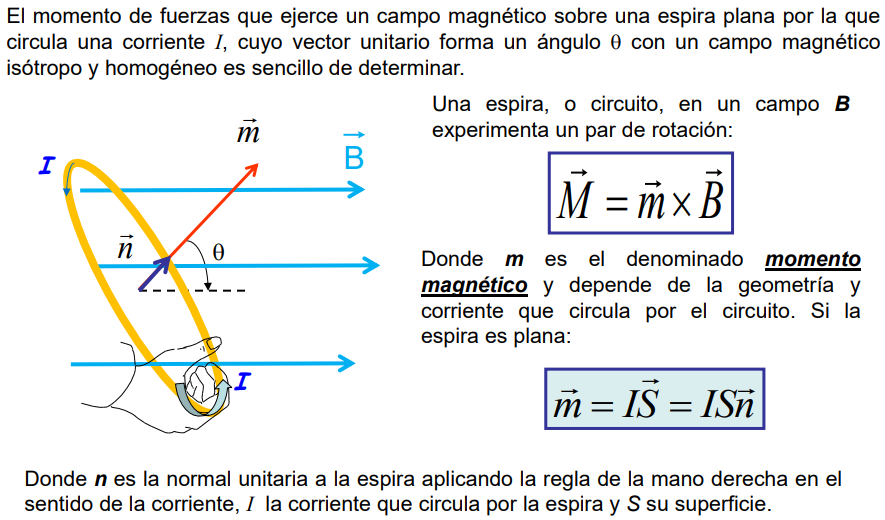 El momento de fuerzas que ejerce un campo magnético sobre una espira plana por la que
circula una corriente I, cuyo vector unitario forma un ángulo θ con un campo magnético
isótropo y homogéneo es sencillo de determinar.
Una espira, o circuito, en un campo B
experimenta un par de rotación:
I
m⃗
B⃗
n⃗
θ
I
M⃗ = m⃗ × B⃗
Donde m es el denominado momento
magnético y depende de la geometría y
corriente que circula por el circuito. Si la
espira es plana:
m⃗ = IS⃗ = ISn⃗
Donde n es la normal unitaria a la espira aplicando la regla de la mano derecha en el
sentido de la corriente, I la corriente que circula por la espira y S su superficie.